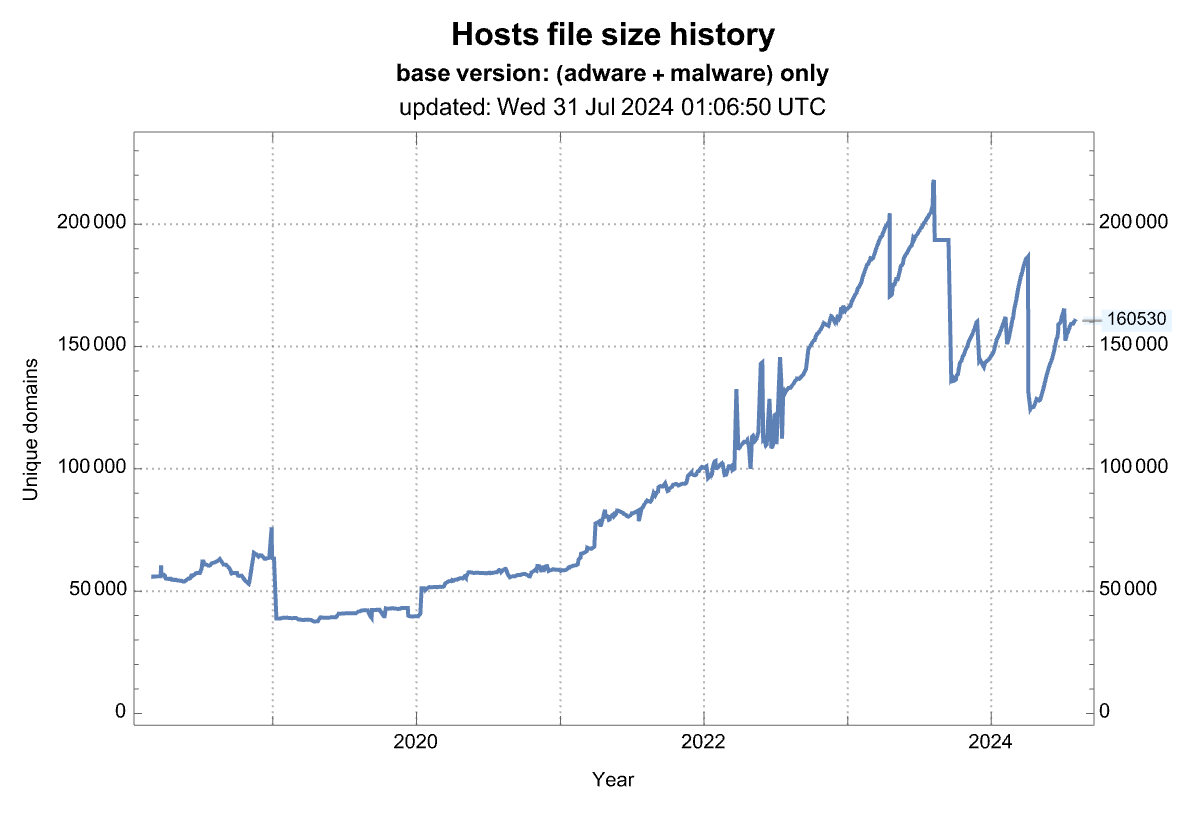 Hosts file size history
base version: (adware + malware) only
updated: Wed 31 Jul 2024 01:06:50 UTC
200 000
200 000
160530
150 000
150 000
100 000
100 000
50 000
50 000
0
0
Unique domains
2020
2022
2024
Year